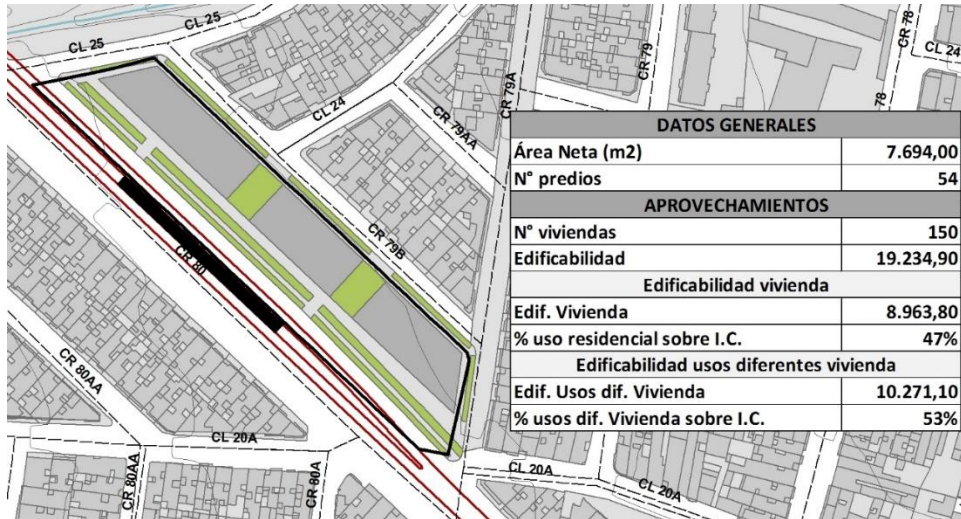 CL 25
CL 25
CR 78
CL 24
CR 79
CR 79A
CL 24
78
CR 79AA
DATOS GENERALES
Área Neta (m2) 7.694,00
N° predios 54
APROVECHAMIENTOS
N° viviendas 150
Edificabilidad 19.234,90
Edificabilidad vivienda
Edif. Vivienda 8.963,80
% uso residencial sobre I.C. 47%
Edificabilidad usos diferentes vivienda
Edif. Usos dif. Vivienda 10.271,10
% usos dif. Vivienda sobre I.C. 53%
CR 79B
CR 80
CR 80AA
CL 20A
CR 80AA
CR 80A
CL 20A
CL 20A